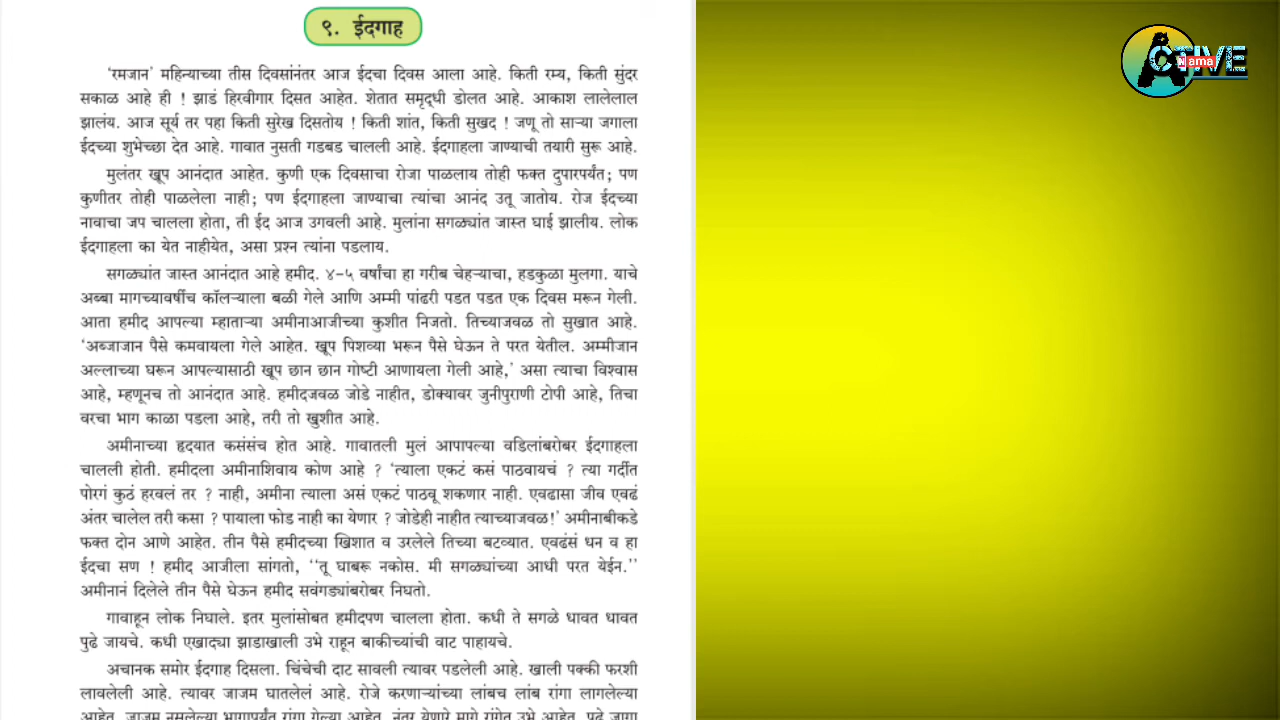 ९. ईदगाह
‘रमजान’ महिन्याच्या तीस दिवसांनंतर आज ईदचा दिवस आला आहे. किती रम्य, किती सुंदर
सकाळ आहे ही ! झाडं हिरवीगार दिसत आहेत. शेतात समृद्धी डोलत आहे. आकाश लालेलाल
झालंय. आज सूर्य तर पहा किती सुरेख दिसतोय ! किती शांत, किती सुखद ! जणू तो साऱ्या जगाला
ईदच्या शुभेच्छा देत आहे. गावात नुसती गडबड चालली आहे. ईदगाहला जाण्याची तयारी सुरू आहे.
मुलंतर खूप आनंदात आहेत. कुणी एक दिवसाचा रोजा पाळलाय तोही फक्त दुपारपर्यंत; पण
कुणीतर तोही पाळलेला नाही; पण ईदगाहला जाण्याचा त्यांचा आनंद उतू जातोय. रोज ईदच्या
नावाचा जप चालला होता, ती ईद आज उगवली आहे. मुलांना सगळ्यांत जास्त घाई झालीय. लोक
ईदगाहला का येत नाहीयेत, असा प्रश्न त्यांना पडलाय.
सगळ्यांत जास्त आनंदात आहे हमीद. ४-५ वर्षांचा हा गरीब चेहऱ्याचा, हडकुळा मुलगा. याचे
अब्बा मागच्यावर्षीच कॉलऱ्याला बळी गेले आणि अम्मी पांढरी पडत पडत एक दिवस मरून गेली.
आता हमीद आपल्या म्हाताऱ्या अमीनाआजीच्या कुशीत निजतो. तिच्याजवळ तो सुखात आहे.
‘अब्जाजान पैसे कमवायला गेले आहेत. खूप पिशव्या भरून पैसे घेऊन ते परत येतील. अम्मीजान
अल्लाच्या घरून आपल्यासाठी खूप छान छान गोष्टी आणायला गेली आहे,’ असा त्याचा विश्वास
आहे, म्हणूनच तो आनंदात आहे. हमीदजवळ जोडे नाहीत, डोक्यावर जुनीपुराणी टोपी आहे, तिचा
वरचा भाग काळा पडला आहे, तरी तो खुशीत आहे.
अमीनाच्या हृदयात कसंसंच होत आहे. गावातली मुलं आपापल्या वडिलांबरोबर ईदगाहला
चालली होती. हमीदला अमीनाशिवाय कोण आहे ? ‘त्याला एकटं कसं पाठवायचं ? त्या गर्दीत
पोरगं कुठं हरवलं तर ? नाही, अमीना त्याला असं एकटं पाठवू शकणार नाही. एवढासा जीव एवढं
अंतर चालेल तरी कसा ? पायाला फोड नाही का येणार ? जोडेही नाहीत त्याच्याजवळ!’ अमीनाबीकडे
फक्त दोन आणे आहेत. तीन पैसे हमीदच्या खिशात व उरलेले तिच्या बटव्यात. एवढंसं धन व हा
ईदचा सण ! हमीद आजीला सांगतो, ‘‘तू घाबरू नकोस. मी सगळ्यांच्या आधी परत येईन.’’
अमीनानं दिलेले तीन पैसे घेऊन हमीद सवंगड्यांबरोबर निघतो.
गावाहून लोक निघाले. इतर मुलांसोबत हमीदपण चालला होता. कधी ते सगळे धावत धावत
पुढे जायचे. कधी एखाद्या झाडाखाली उभे राहून बाकीच्यांची वाट पाहायचे.
अचानक समोर ईदगाह दिसला. चिंचेची दाट सावली त्यावर पडलेली आहे. खाली पक्की फरशी
लावलेली आहे. त्यावर जाजम घातलेलं आहे. रोजे करणाऱ्यांच्या लांबच लांब रांगा लागलेल्या
आहेत. जाजम नसलेल्या भागापर्यंत रांगा गेल्या आहेत. नंतर येणारे मागे रांगेत उभे आहेत. पुढे जागा
ACTIVE
Nama